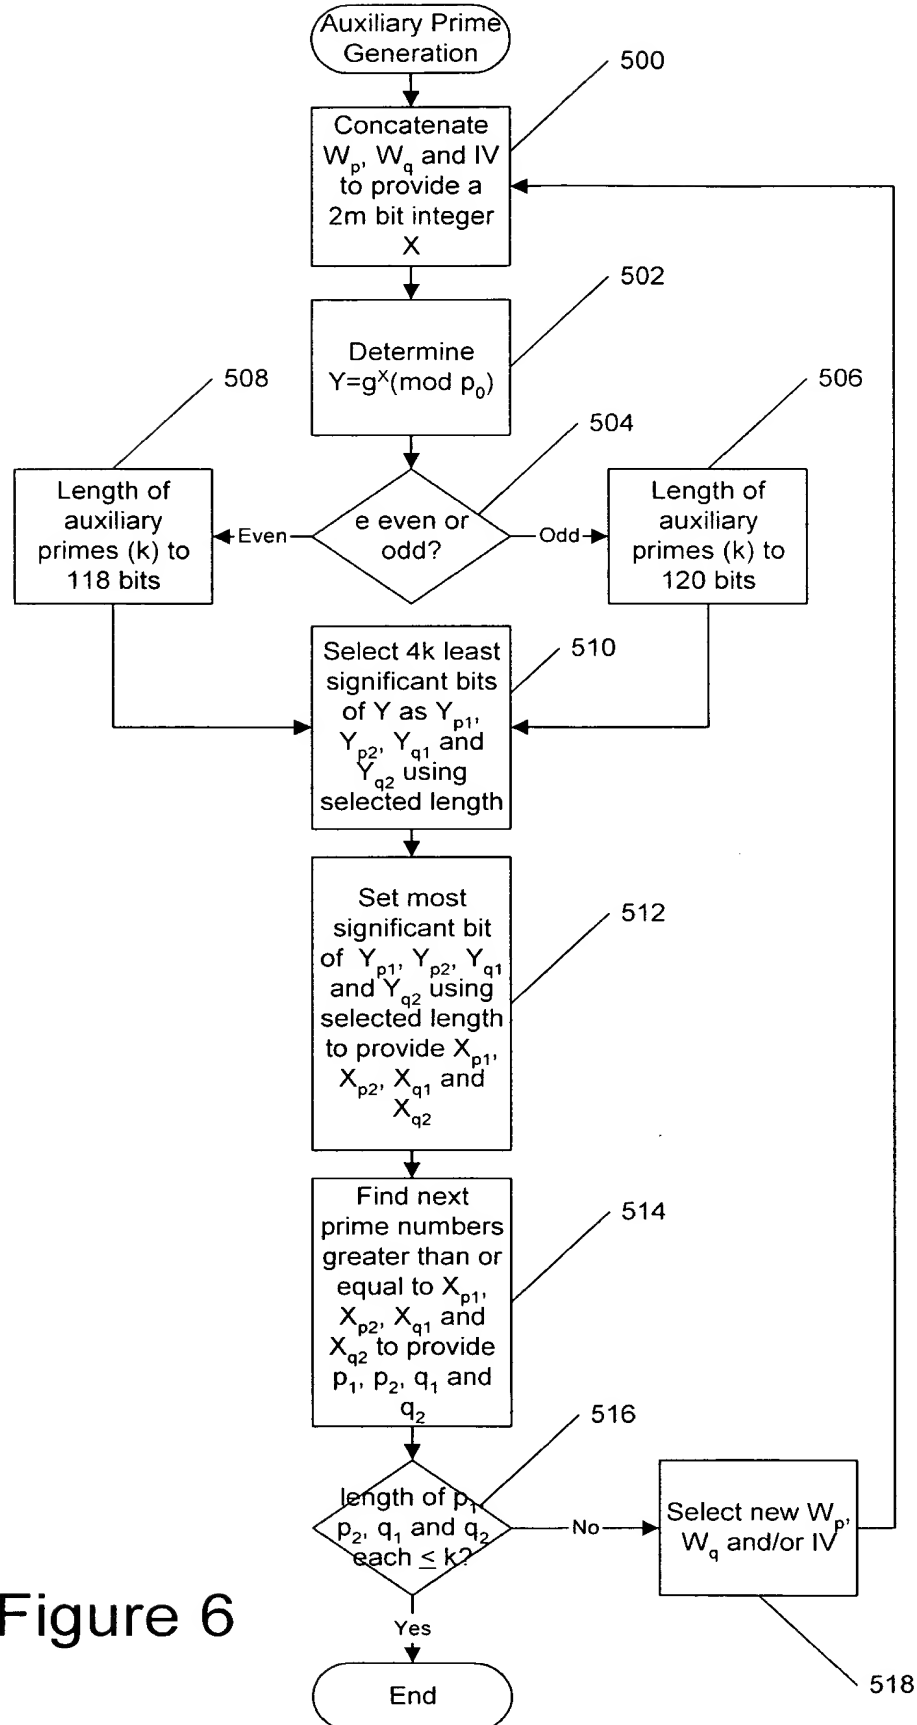 Auxiliary Prime
Generation
500
Concatenate
Wp, Wq and IV
to provide a
2m bit integer
X
502
Determine
Y=g^X(mod p₀)
504
e even or
odd?
Even
Odd
508
Length of
auxiliary
primes (k) to
118 bits
506
Length of
auxiliary
primes (k) to
120 bits
510
Select 4k least
significant bits
of Y as Yp1,
Yp2, Yq1 and
Yq2 using
selected length
512
Set most
significant bit
of Yp1, Yp2, Yq1
and Yq2 using
selected length
to provide Xp1,
Xp2, Xq1 and
Xq2
514
Find next
prime numbers
greater than or
equal to Xp1,
Xp2, Xq1 and
Xq2 to provide
p₁, p₂, q₁ and
q₂
516
length of p₁
p₂, q₁ and q₂
each ≤ k?
No
Select new Wp,
Wq and/or IV
518
Yes
End
Figure 6